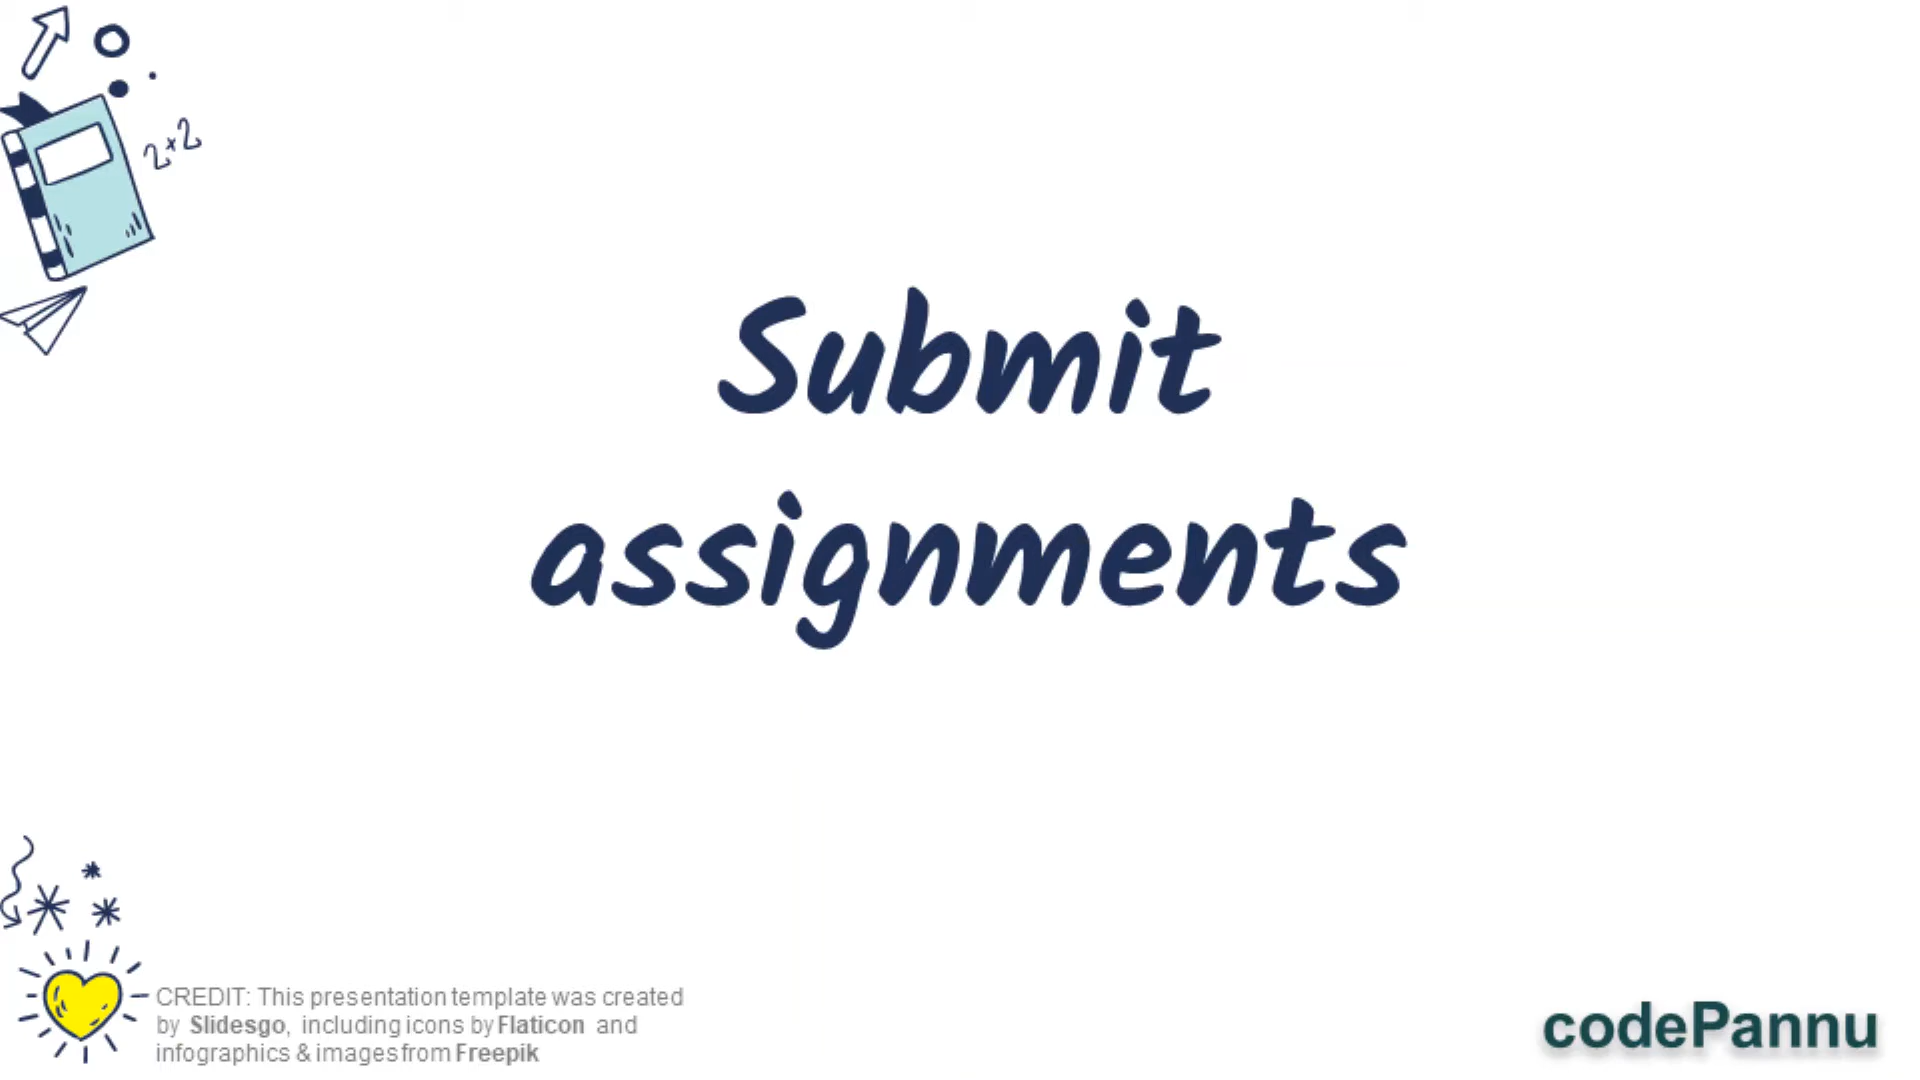 2x2
Submit
assignments
CREDIT: This presentation template was created
by Slidesgo, including icons by Flaticon and
infographics & images from Freepik
codePannu